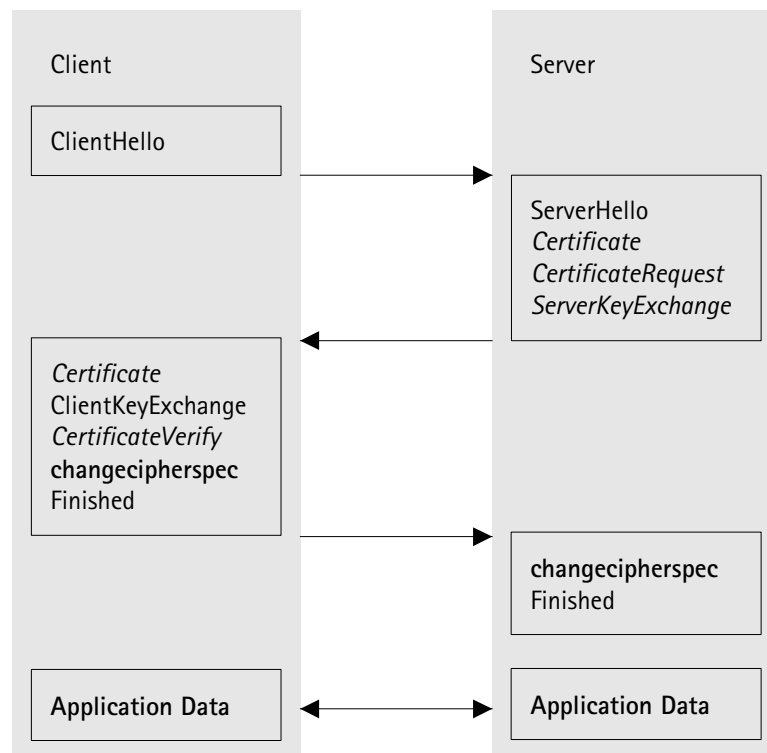 Client
Server
ClientHello
ServerHello
Certificate
CertificateRequest
ServerKeyExchange
Certificate
ClientKeyExchange
CertificateVerify
changecipherspec
Finished
changecipherspec
Finished
Application Data
Application Data